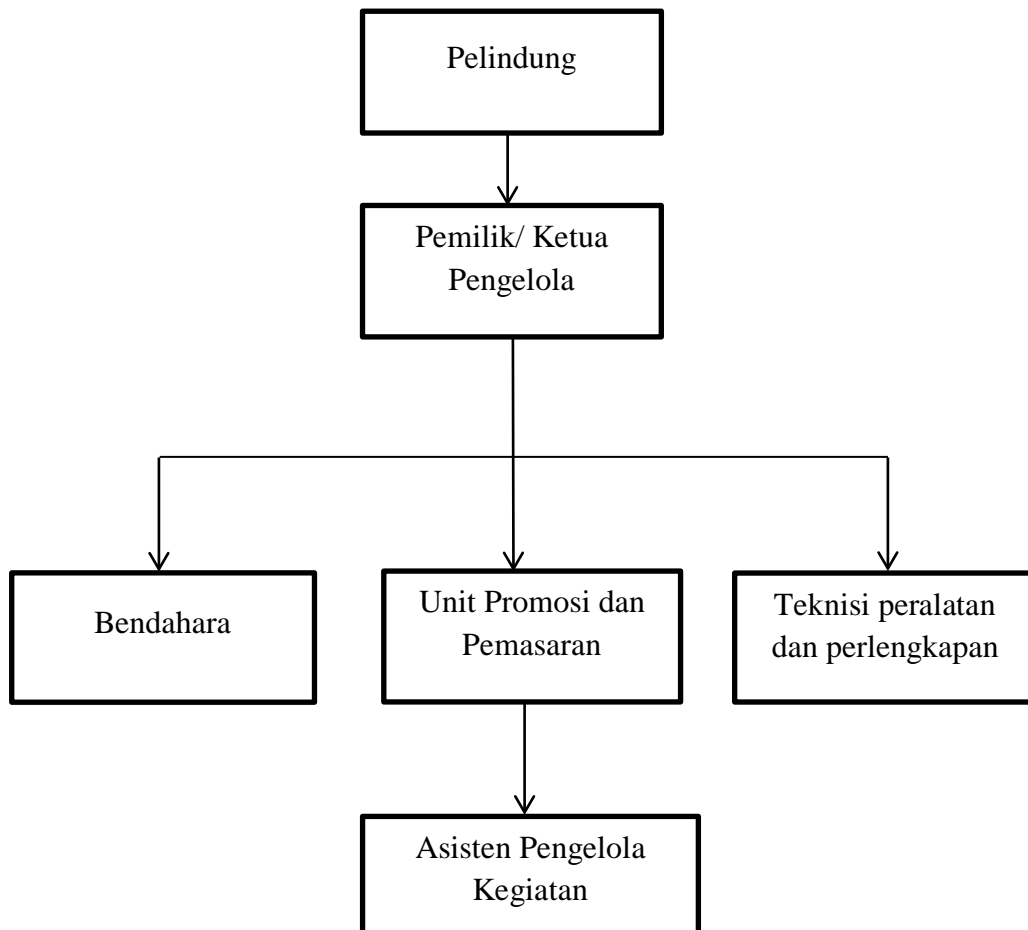 Pelindung
Pemilik/ Ketua
Pengelola
Bendahara
Unit Promosi dan
Pemasaran
Teknisi peralatan
dan perlengkapan
Asisten Pengelola
Kegiatan